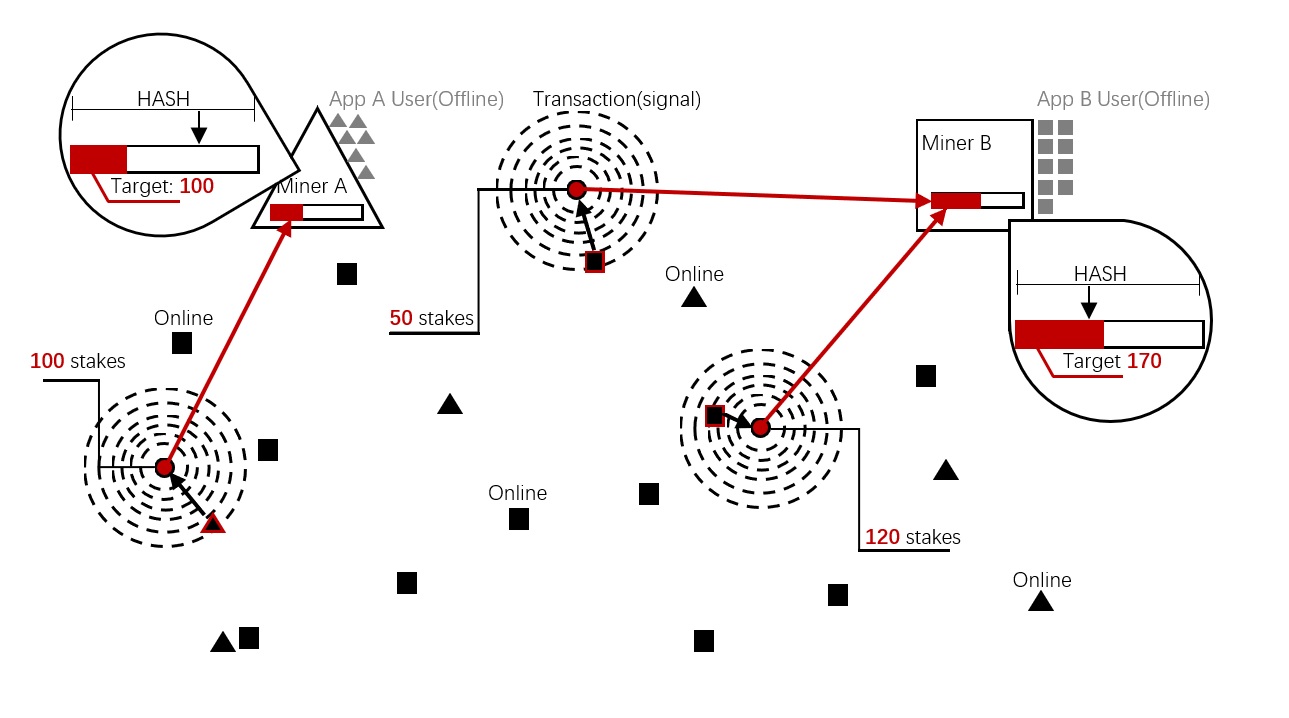 App A User(Offline)
Transaction(signal)
App B User(Offline)
HASH
Miner B
Target: 100
Miner A
HASH
Online
Online
50 stakes
100 stakes
Target 170
Online
120 stakes
Online